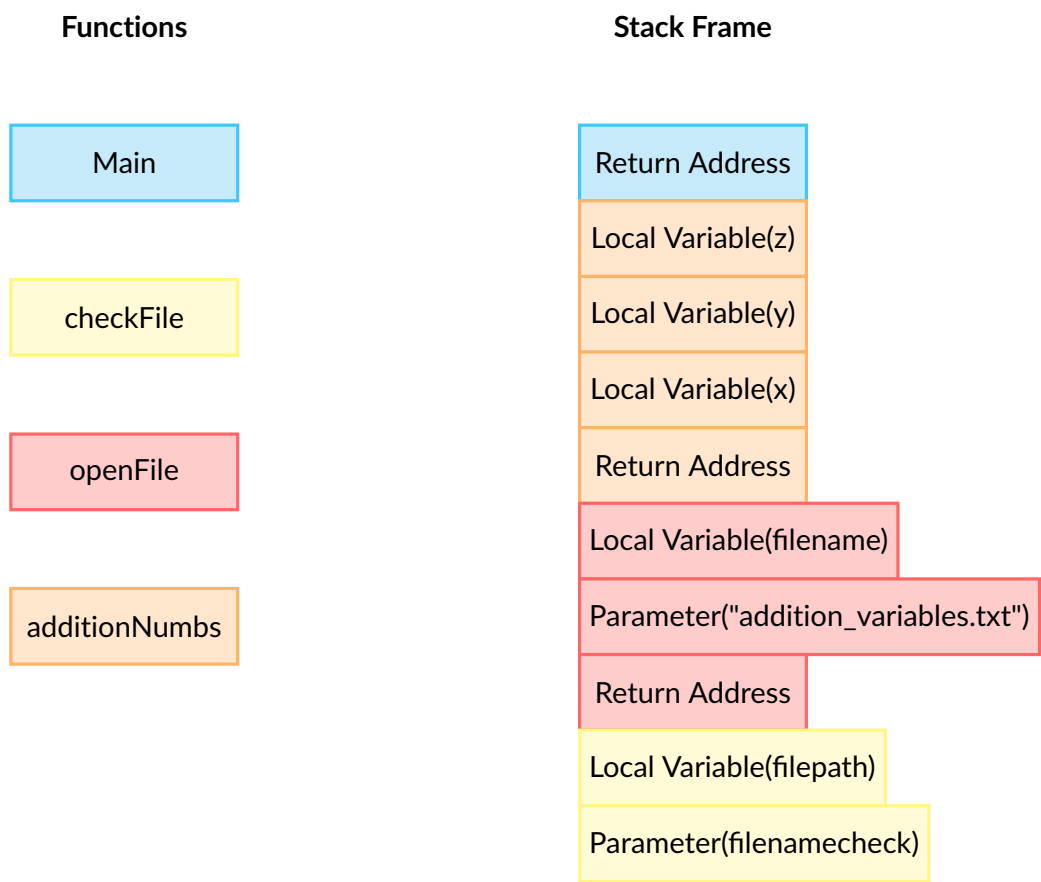 Functions
Stack Frame
Main
checkFile
openFile
additionNumbs
Return Address
Local Variable(z)
Local Variable(y)
Local Variable(x)
Return Address
Local Variable(filename)
Parameter("addition_variables.txt")
Return Address
Local Variable(filepath)
Parameter(filenamecheck)